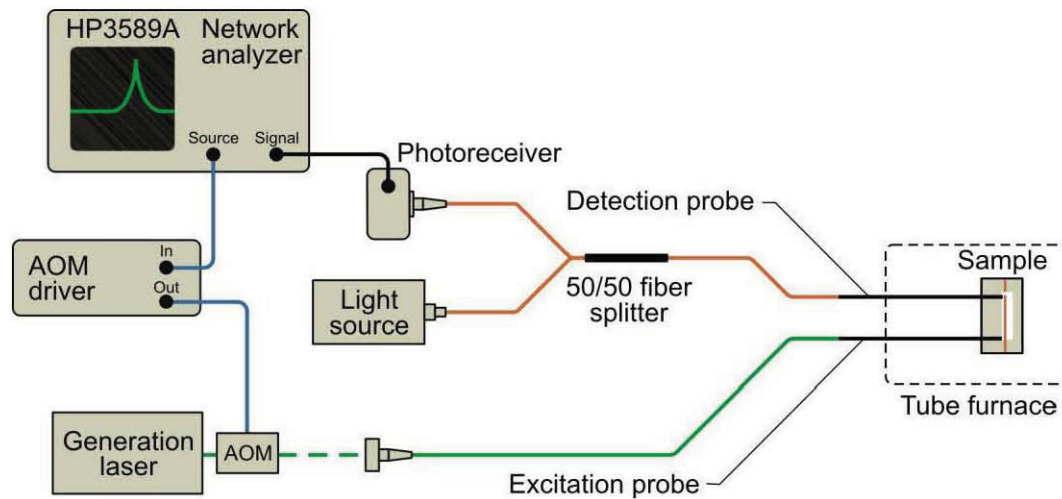 HP3589A
Network
analyzer
Source
Signal
Photoreceiver
Detection probe
In
AOM
driver
Out
Light
source
50/50 fiber
splitter
Sample
Tube furnace
Generation
laser
AOM
Excitation probe